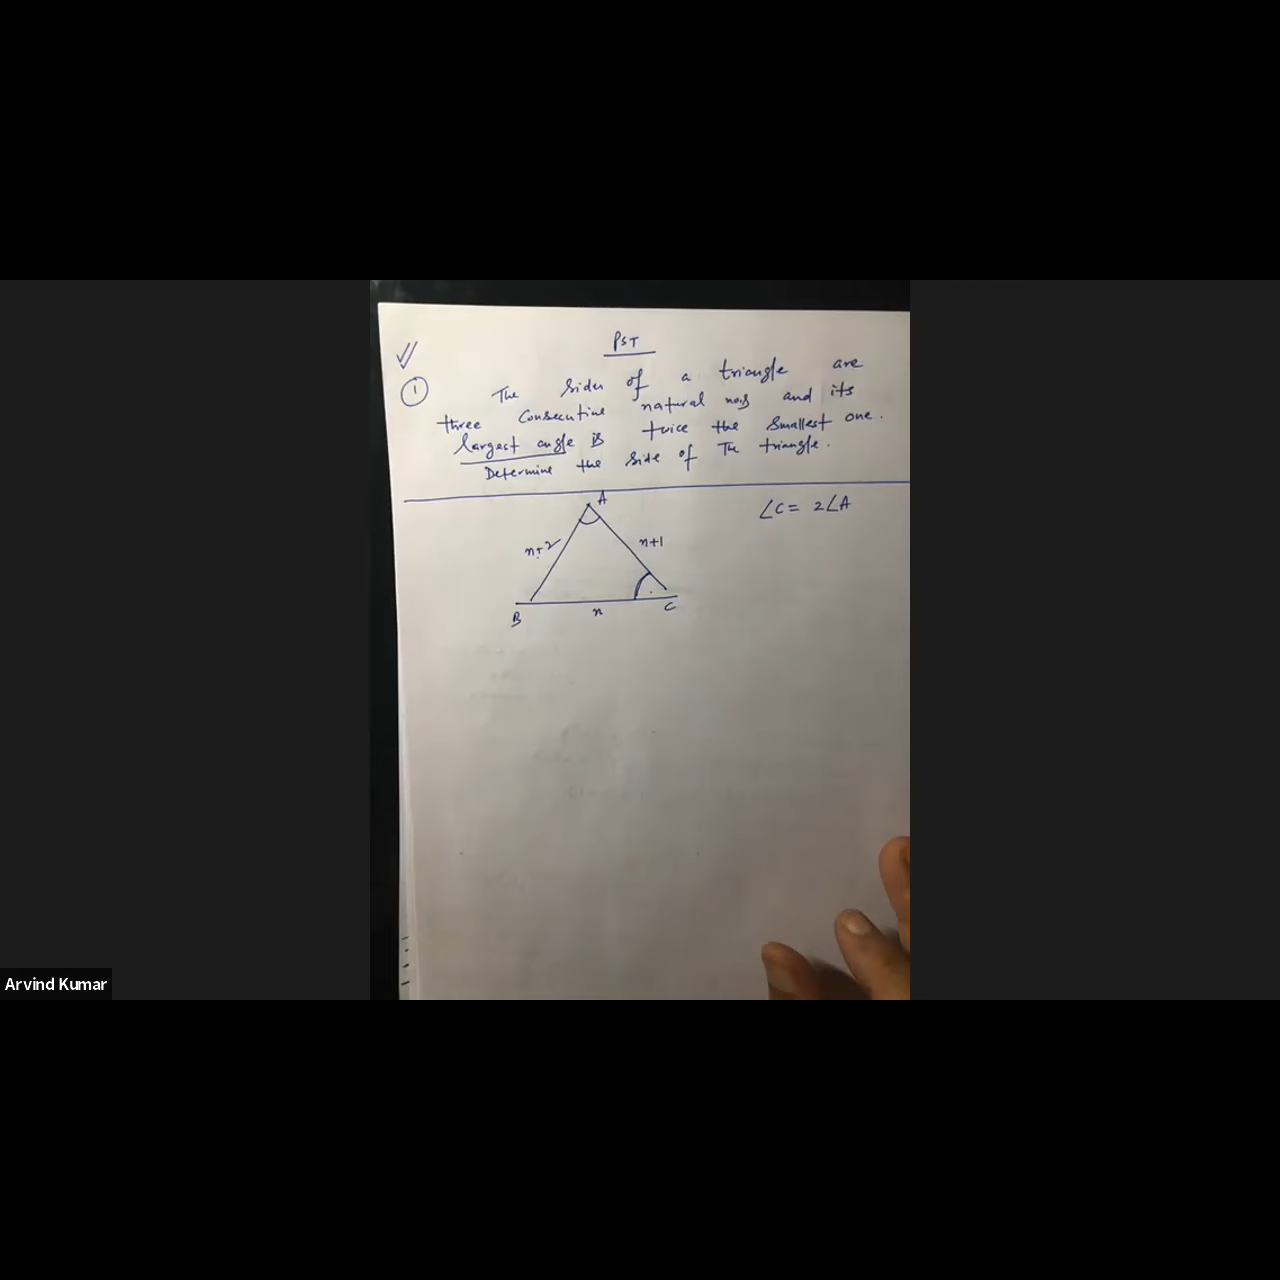 PST
① The sides of a triangle are
three consecutive natural nos and its
largest angle is twice the smallest one.
Determine the side of The triangle.
A
∠C = 2∠A
n+2
n+1
B
n
C
Arvind Kumar